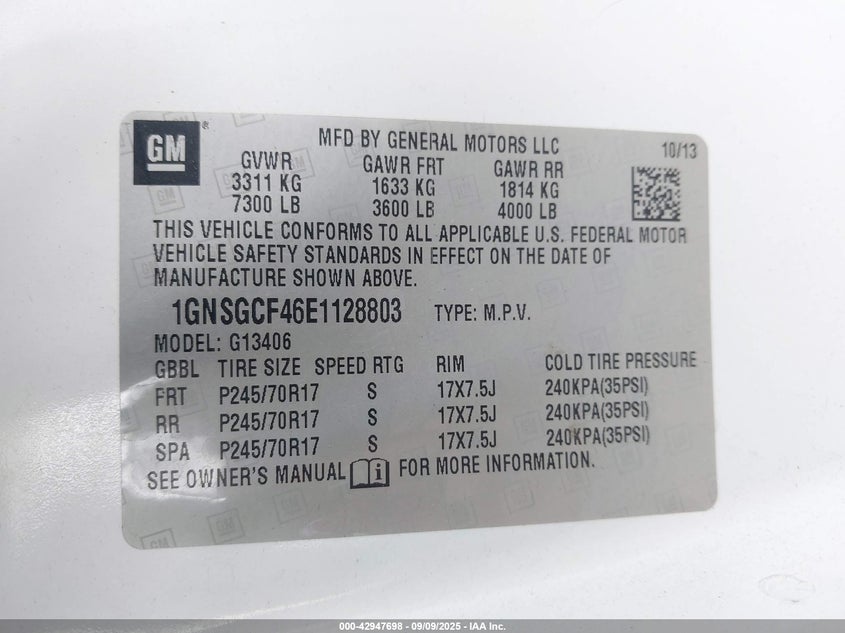 GM®
MFD BY GENERAL MOTORS LLC 10/13
GVWR GAWR FRT GAWR RR
3311 KG 1633 KG 1814 KG
7300 LB 3600 LB 4000 LB
THIS VEHICLE CONFORMS TO ALL APPLICABLE U.S. FEDERAL MOTOR
VEHICLE SAFETY STANDARDS IN EFFECT ON THE DATE OF
MANUFACTURE SHOWN ABOVE.
1GNSGCF46E1128803 TYPE: M.P.V.
MODEL: G13406
GBBL TIRE SIZE SPEED RTG RIM COLD TIRE PRESSURE
FRT P245/70R17 S 17X7.5J 240KPA(35PSI)
RR P245/70R17 S 17X7.5J 240KPA(35PSI)
SPA P245/70R17 S 17X7.5J 240KPA(35PSI)
SEE OWNER'S MANUAL FOR MORE INFORMATION.
000-42947698 - 09/09/2025 - IAA Inc.